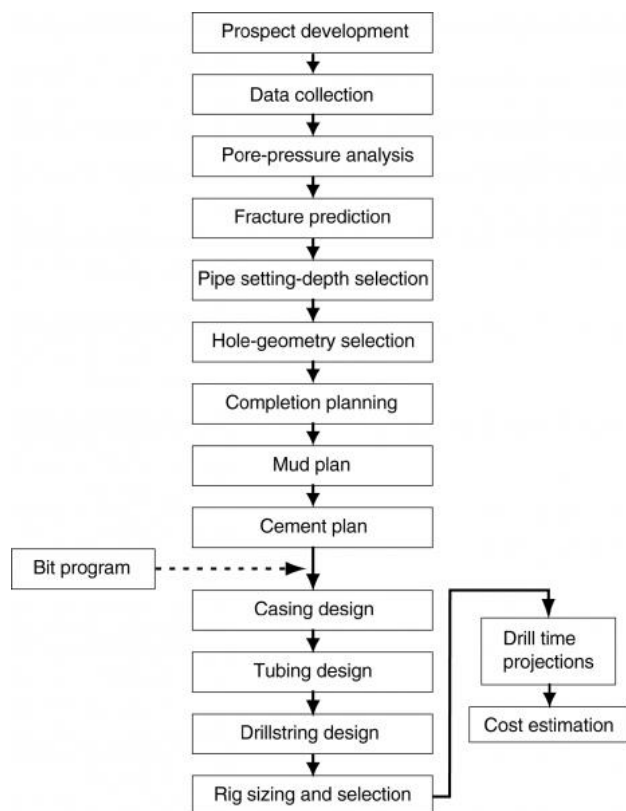 Prospect development
Data collection
Pore-pressure analysis
Fracture prediction
Pipe setting-depth selection
Hole-geometry selection
Completion planning
Mud plan
Cement plan
Bit program
Casing design
Tubing design
Drillstring design
Rig sizing and selection
Drill time
projections
Cost estimation